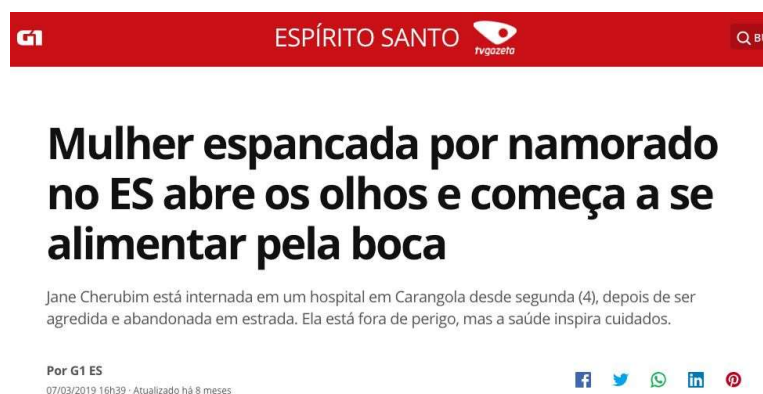 G1
ESPÍRITO SANTO
tvgazeta
Mulher espancada por namorado
no ES abre os olhos e começa a se
alimentar pela boca
Jane Cherubim está internada em um hospital em Carangola desde segunda (4), depois de ser
agredida e abandonada em estrada. Ela está fora de perigo, mas a saúde inspira cuidados.
Por G1 ES
07/03/2019 16h39 · Atualizado há 8 meses